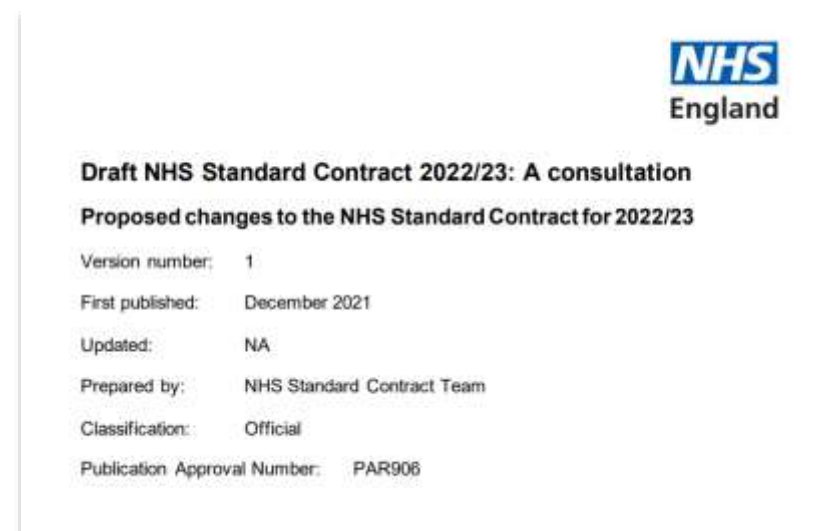 NHS
England
Draft NHS Standard Contract 2022/23: A consultation
Proposed changes to the NHS Standard Contract for 2022/23
Version number: 1
First published: December 2021
Updated: NA
Prepared by: NHS Standard Contract Team
Classification: Official
Publication Approval Number: PAR906